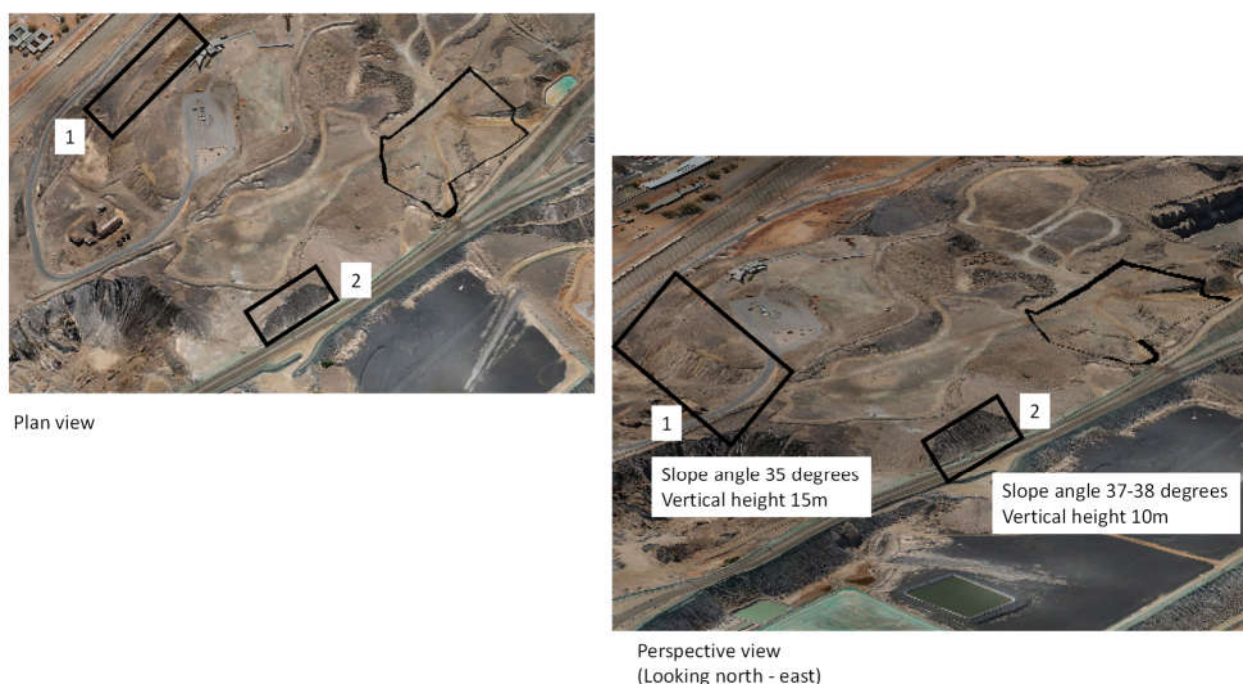 1
2
Plan view
1
2
Slope angle 35 degrees
Vertical height 15m
Slope angle 37-38 degrees
Vertical height 10m
Perspective view
(Looking north - east)